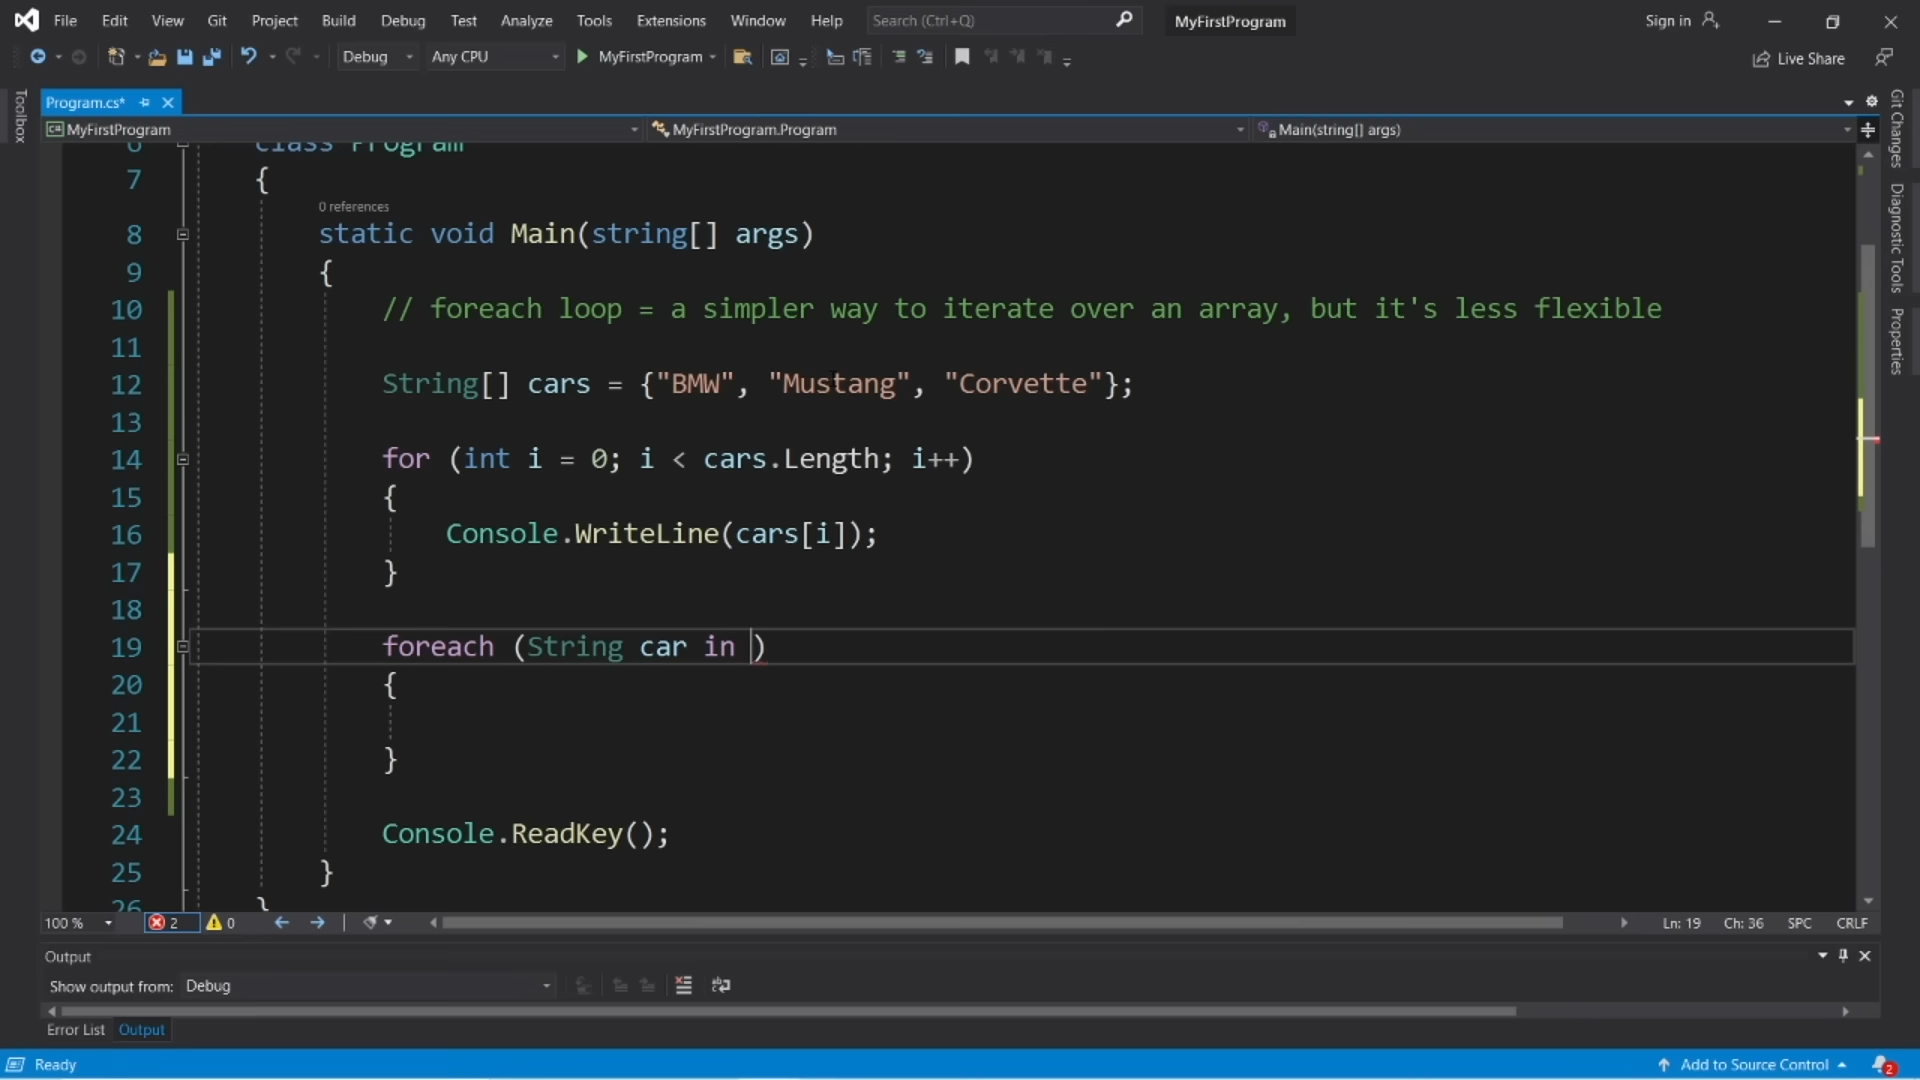 File Edit View Git Project Build Debug Test Analyze Tools Extensions Window Help Search (Ctrl+Q) MyFirstProgram Sign in
Debug Any CPU MyFirstProgram Live Share
Toolbox
Program.cs*
MyFirstProgram MyFirstProgram.Program Main(string[] args)
6 class Program
7 {
0 references
8 static void Main(string[] args)
9 {
10 // foreach loop = a simpler way to iterate over an array, but it's less flexible
11
12 String[] cars = {"BMW", "Mustang", "Corvette"};
13
14 for (int i = 0; i < cars.Length; i++)
15 {
16 Console.WriteLine(cars[i]);
17 }
18
19 foreach (String car in )
20 {
21
22 }
23
24 Console.ReadKey();
25 }
26 }
Git Changes
Diagnostic Tools
Properties
100 % 2 0 Ln: 19 Ch: 36 SPC CRLF
Output
Show output from: Debug
Error List Output
Ready Add to Source Control 2